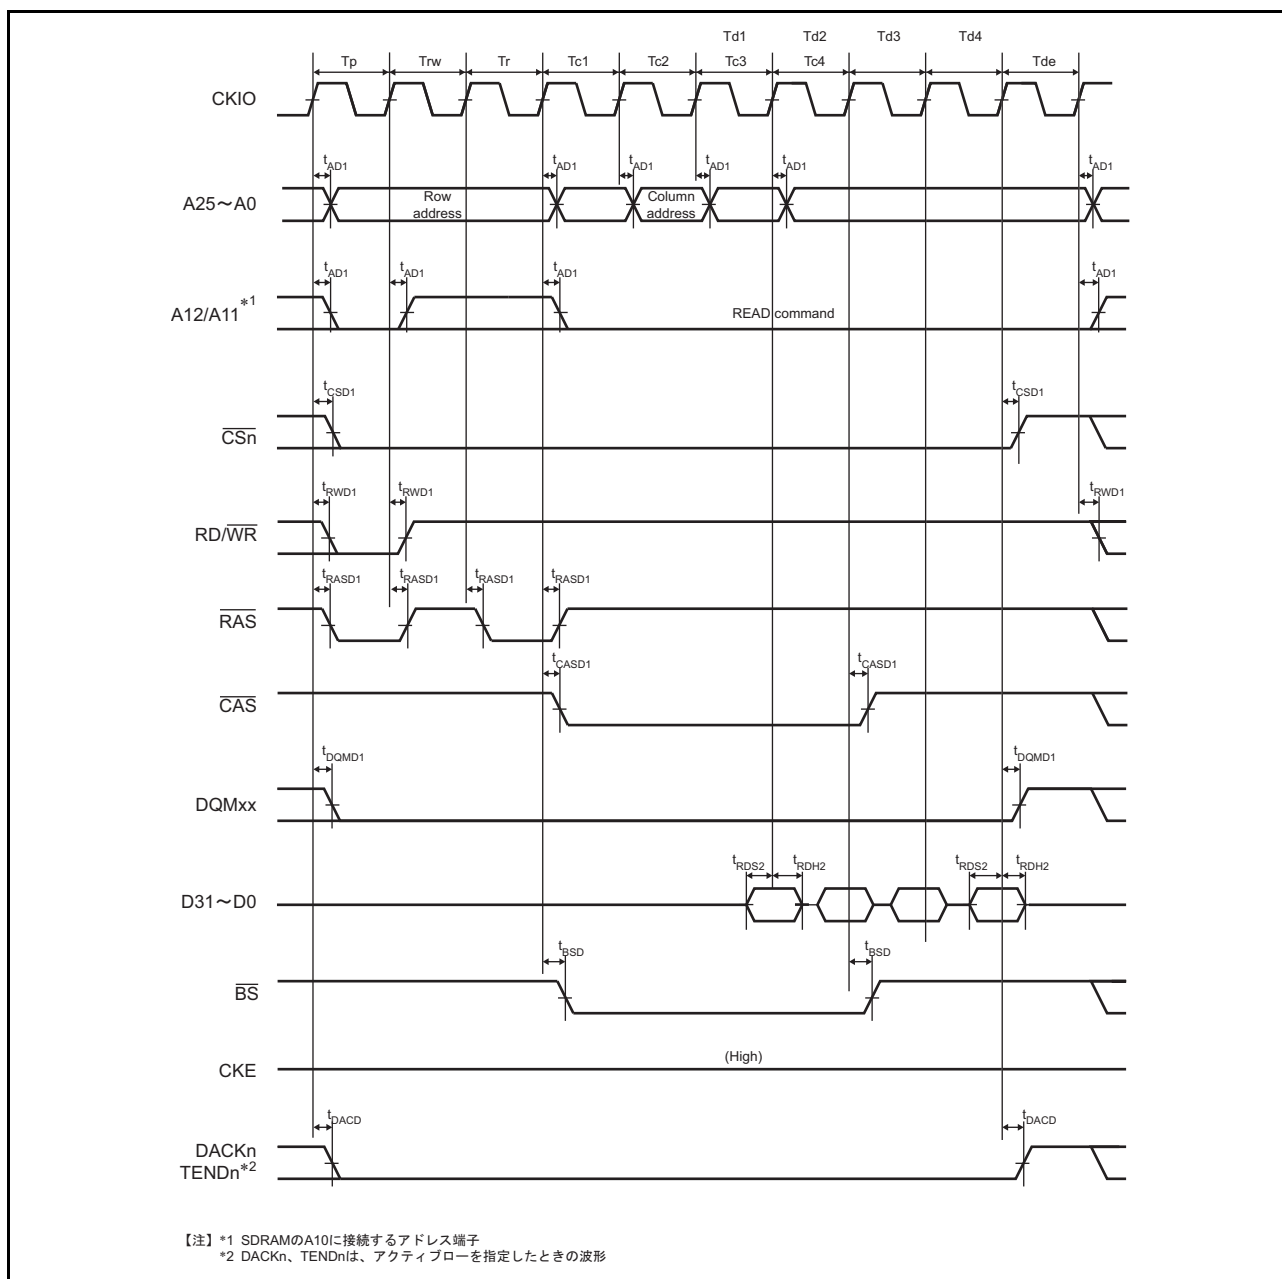 Td1 Td2 Td3 Td4
Tp Trw Tr Tc1 Tc2 Tc3 Tc4 Tde
CKIO
tAD1 tAD1 tAD1 tAD1 tAD1 tAD1
A25～A0
Row address
Column address
tAD1 tAD1 tAD1 tAD1
A12/A11*1
READ command
tCSD1 tCSD1
CSn
tRWD1 tRWD1 tRWD1
RD/WR
tRASD1 tRASD1 tRASD1 tRASD1
RAS
tCASD1 tCASD1
CAS
tDQMD1 tDQMD1
DQMxx
tRDS2 tRDH2 tRDS2 tRDH2
D31～D0
tBSD tBSD
BS
(High)
CKE
tDACD tDACD
DACKn
TENDn*2
【注】*1 SDRAMのA10に接続するアドレス端子
*2 DACKn、TENDnは、アクティブローを指定したときの波形